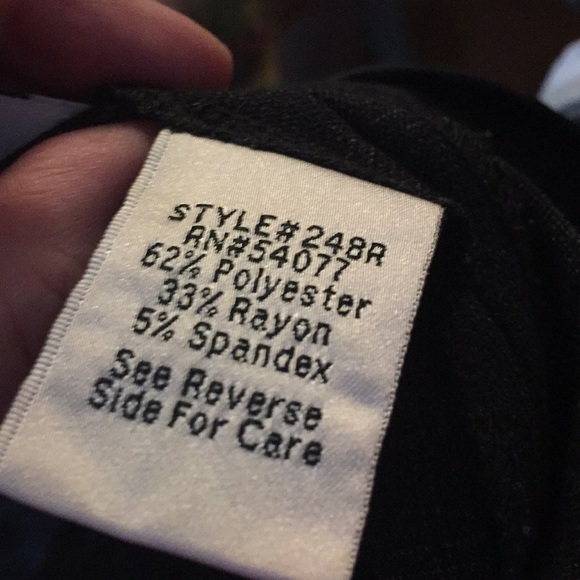 STYLE#248R
RN#54077
62% Polyester
33% Rayon
5% Spandex
See Reverse
Side For Care